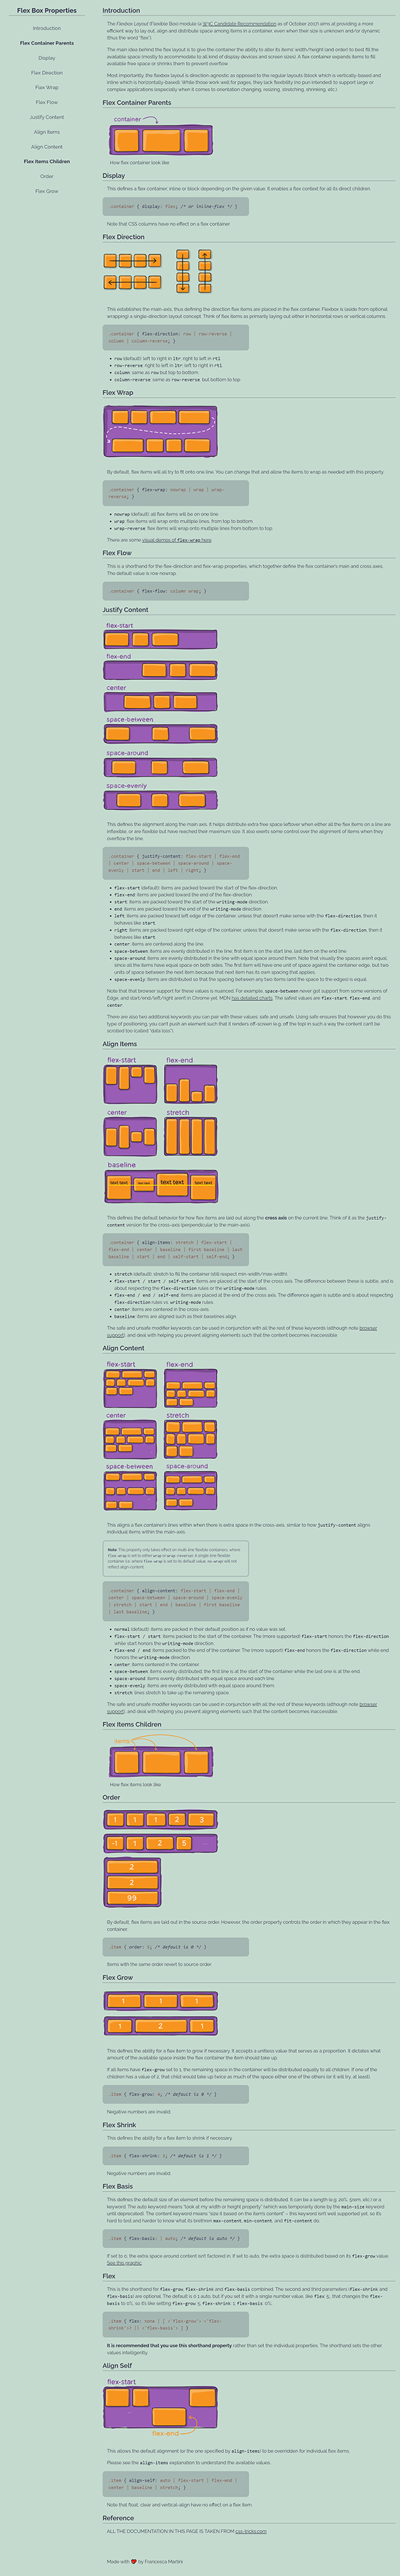 Flex Box Properties
Introduction
Flex Container Parents
Display
Flex Direction
Flex Wrap
Flex Flow
Justify Content
Align Items
Align Content
Flex Items Children
Order
Flex Grow
Introduction
The Flexbox Layout (Flexible Box) module (a W3C Candidate Recommendation as of October 2017) aims at providing a more
efficient way to lay out, align and distribute space among items in a container, even when their size is unknown and/or dynamic
(thus the word "flex").
The main idea behind the flex layout is to give the container the ability to alter its items' width/height (and order) to best fill the
available space (mostly to accommodate to all kind of display devices and screen sizes). A flex container expands items to fill
available free space or shrinks them to prevent overflow.
Most importantly, the flexbox layout is direction-agnostic as opposed to the regular layouts (block which is vertically-based and
inline which is horizontally-based). While those work well for pages, they lack flexibility (no pun intended) to support large or
complex applications (especially when it comes to orientation changing, resizing, stretching, shrinking, etc.).
Flex Container Parents
container
How flex container look like.
Display
This defines a flex container; inline or block depending on the given value. It enables a flex context for all its direct children.
.container { display: flex; /* or inline-flex */ }
Note that CSS columns have no effect on a flex container.
Flex Direction
This establishes the main-axis, thus defining the direction flex items are placed in the flex container. Flexbox is (aside from optional
wrapping) a single-direction layout concept. Think of flex items as primarily laying out either in horizontal rows or vertical columns.
.container { flex-direction: row | row-reverse |
column | column-reverse; }
row (default): left to right in ltr; right to left in rtl
row-reverse: right to left in ltr; left to right in rtl
column: same as row but top to bottom
column-reverse: same as row-reverse but bottom to top
Flex Wrap
By default, flex items will all try to fit onto one line. You can change that and allow the items to wrap as needed with this property.
.container { flex-wrap: nowrap | wrap | wrap-
reverse; }
nowrap (default): all flex items will be on one line
wrap: flex items will wrap onto multiple lines, from top to bottom.
wrap-reverse: flex items will wrap onto multiple lines from bottom to top.
There are some visual demos of flex-wrap here.
Flex Flow
This is a shorthand for the flex-direction and flex-wrap properties, which together define the flex container's main and cross axes.
The default value is row nowrap.
.container { flex-flow: column wrap; }
Justify Content
flex-start
flex-end
center
space-between
space-around
space-evenly
This defines the alignment along the main axis. It helps distribute extra free space leftover when either all the flex items on a line are
inflexible, or are flexible but have reached their maximum size. It also exerts some control over the alignment of items when they
overflow the line.
.container { justify-content: flex-start | flex-end
| center | space-between | space-around | space-
evenly | start | end | left | right; }
flex-start (default): items are packed toward the start of the flex-direction.
flex-end: items are packed toward the end of the flex-direction.
start: items are packed toward the start of the writing-mode direction.
end: items are packed toward the end of the writing-mode direction.
left: items are packed toward left edge of the container, unless that doesn't make sense with the flex-direction, then it
behaves like start.
right: items are packed toward right edge of the container, unless that doesn't make sense with the flex-direction, then it
behaves like start.
center: items are centered along the line
space-between: items are evenly distributed in the line; first item is on the start line, last item on the end line
space-around: items are evenly distributed in the line with equal space around them. Note that visually the spaces aren't equal,
since all the items have equal space on both sides. The first item will have one unit of space against the container edge, but two
units of space between the next item because that next item has its own spacing that applies.
space-evenly: items are distributed so that the spacing between any two items (and the space to the edges) is equal.
Note that that browser support for these values is nuanced. For example, space-between never got support from some versions of
Edge, and start/end/left/right aren't in Chrome yet. MDN has detailed charts. The safest values are flex-start, flex-end, and
center.
There are also two additional keywords you can pair with these values: safe and unsafe. Using safe ensures that however you do this
type of positioning, you can't push an element such that it renders off-screen (e.g. off the top) in such a way the content can't be
scrolled too (called "data loss").
Align Items
flex-start
flex-end
center
stretch
baseline
text text
text text
text text
text text
This defines the default behavior for how flex items are laid out along the cross axis on the current line. Think of it as the justify-
content version for the cross-axis (perpendicular to the main-axis).
.container { align-items: stretch | flex-start |
flex-end | center | baseline | first baseline | last
baseline | start | end | self-start | self-end; }
stretch (default): stretch to fill the container (still respect min-width/max-width)
flex-start / start / self-start: items are placed at the start of the cross axis. The difference between these is subtle, and is
about respecting the flex-direction rules or the writing-mode rules.
flex-end / end / self-end: items are placed at the end of the cross axis. The difference again is subtle and is about respecting
flex-direction rules vs. writing-mode rules.
center: items are centered in the cross-axis
baseline: items are aligned such as their baselines align
The safe and unsafe modifier keywords can be used in conjunction with all the rest of these keywords (although note browser
support), and deal with helping you prevent aligning elements such that the content becomes inaccessible.
Align Content
flex-start
flex-end
center
stretch
space-between
space-around
This aligns a flex container's lines within when there is extra space in the cross-axis, similar to how justify-content aligns
individual items within the main-axis.
Note: This property only takes effect on multi-line flexible containers, where
flex-wrap is set to either wrap or wrap-reverse). A single-line flexible
container (i.e. where flex-wrap is set to its default value, no-wrap) will not
reflect align-content.
.container { align-content: flex-start | flex-end |
center | space-between | space-around | space-evenly
| stretch | start | end | baseline | first baseline
| last baseline; }
normal (default): items are packed in their default position as if no value was set.
flex-start / start: items packed to the start of the container. The (more supported) flex-start honors the flex-direction
while start honors the writing-mode direction.
flex-end / end: items packed to the end of the container. The (more support) flex-end honors the flex-direction while end
honors the writing-mode direction.
center: items centered in the container
space-between: items evenly distributed; the first line is at the start of the container while the last one is at the end
space-around: items evenly distributed with equal space around each line
space-evenly: items are evenly distributed with equal space around them
stretch: lines stretch to take up the remaining space
The safe and unsafe modifier keywords can be used in conjunction with all the rest of these keywords (although note browser
support), and deal with helping you prevent aligning elements such that the content becomes inaccessible.
Flex Items Children
items
How flex items look like.
Order
1 1 1 2 3
-1 1 2 5
2
2
99
By default, flex items are laid out in the source order. However, the order property controls the order in which they appear in the flex
container.
.item { order: 5; /* default is 0 */ }
Items with the same order revert to source order.
Flex Grow
1 1 1
1 2 1
This defines the ability for a flex item to grow if necessary. It accepts a unitless value that serves as a proportion. It dictates what
amount of the available space inside the flex container the item should take up.
If all items have flex-grow set to 1, the remaining space in the container will be distributed equally to all children. If one of the
children has a value of 2, that child would take up twice as much of the space either one of the others (or it will try, at least).
.item { flex-grow: 4; /* default is 0 */ }
Negative numbers are invalid.
Flex Shrink
This defines the ability for a flex item to shrink if necessary.
.item { flex-shrink: 3; /* default is 1 */ }
Negative numbers are invalid.
Flex Basis
This defines the default size of an element before the remaining space is distributed. It can be a length (e.g. 20%, 5rem, etc.) or a
keyword. The auto keyword means "look at my width or height property" (which was temporarily done by the main-size keyword
until deprecated). The content keyword means "size it based on the item's content" – this keyword isn't well supported yet, so it's
hard to test and harder to know what its brethren max-content, min-content, and fit-content do.
.item { flex-basis: | auto; /* default is auto */ }
If set to 0, the extra space around content isn't factored in. If set to auto, the extra space is distributed based on its flex-grow value.
See this graphic.
Flex
This is the shorthand for flex-grow, flex-shrink and flex-basis combined. The second and third parameters (flex-shrink and
flex-basis) are optional. The default is 0 1 auto, but if you set it with a single number value, like flex: 5;, that changes the flex-
basis to 0%, so it's like setting flex-grow: 5; flex-shrink: 1; flex-basis: 0%;
.item { flex: none | [ <'flex-grow'> <'flex-
shrink'>? || <'flex-basis'> ] }
It is recommended that you use this shorthand property rather than set the individual properties. The shorthand sets the other
values intelligently.
Align Self
flex-start
flex-end
This allows the default alignment (or the one specified by align-items) to be overridden for individual flex items.
Please see the align-items explanation to understand the available values.
.item { align-self: auto | flex-start | flex-end |
center | baseline | stretch; }
Note that float, clear and vertical-align have no effect on a flex item.
Reference
ALL THE DOCUMENTATION IN THIS PAGE IS TAKEN FROM css-tricks.com
Made with ❤️ by Francesca Martini